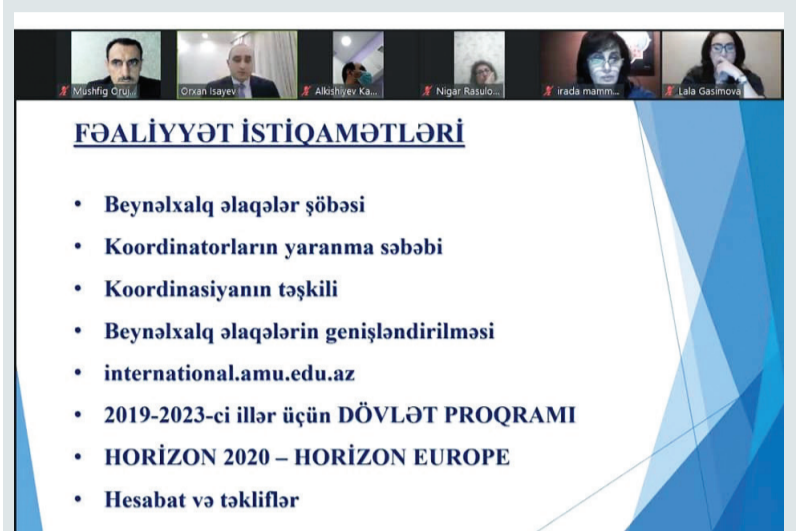 Mushfig Oruj...
Orxan Isayev
Alkishiyev Ka...
Nigar Rasulo...
irada mamm...
Lala Gasimova
FƏALİYYƏT İSTİQAMƏTLƏRİ
• Beynəlxalq əlaqələr şöbəsi
• Koordinatorların yaranma səbəbi
• Koordinasiyanın təşkili
• Beynəlxalq əlaqələrin genişləndirilməsi
• international.amu.edu.az
• 2019-2023-ci illər üçün DÖVLƏT PROQRAMI
• HORİZON 2020 – HORİZON EUROPE
• Hesabat və təkliflər